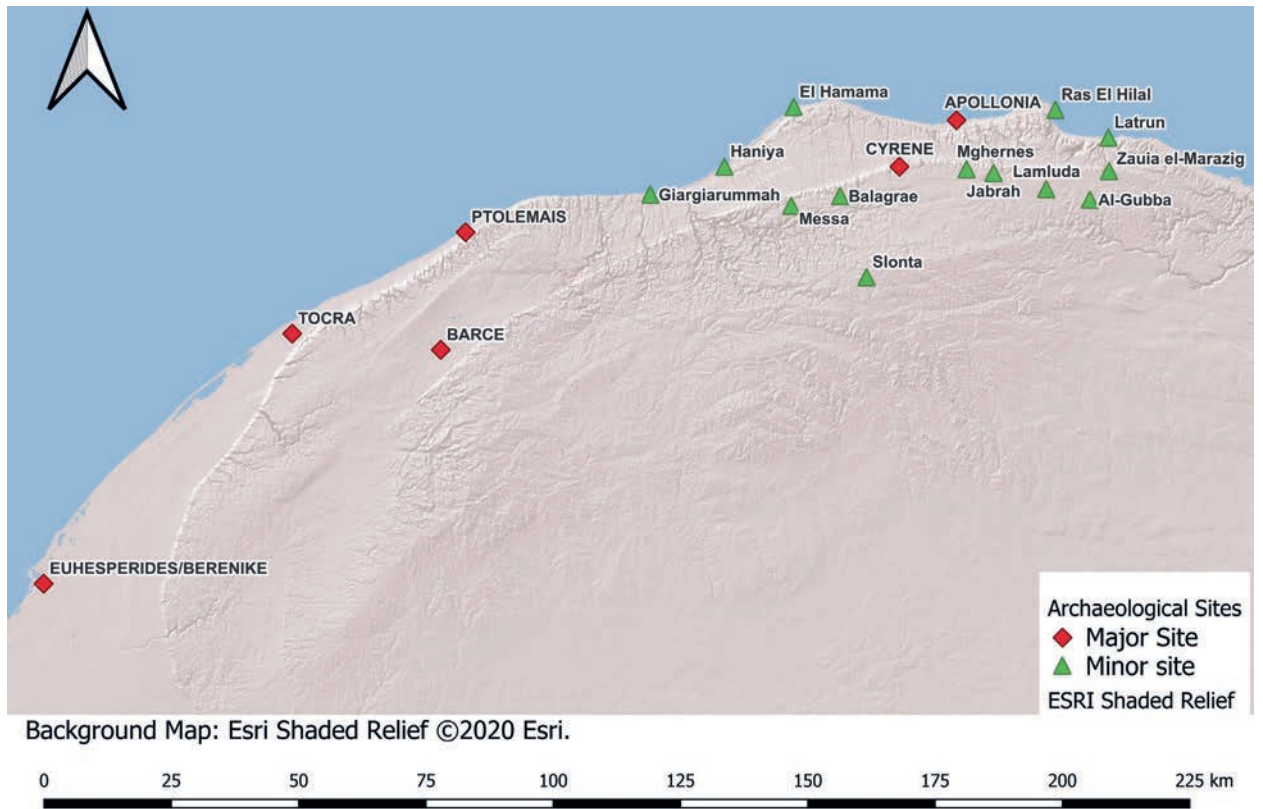 El Hamama
APOLLONIA
Ras El Hilal
Latrun
Haniya
CYRENE
Mghernes
Zauia el-Marazig
Lamluda
Giargiarummah
Balagrae
Jabrah
Al-Gubba
Messa
PTOLEMAIS
Slonta
TOCRA
BARCE
EUHESPERIDES/BERENIKE
Archaeological Sites
Major Site
Minor site
ESRI Shaded Relief
Background Map: Esri Shaded Relief ©2020 Esri.
0 25 50 75 100 125 150 175 200 225 km